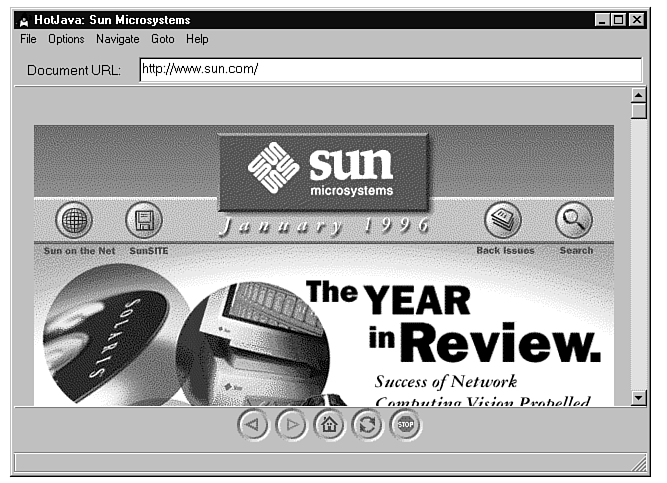 HotJava: Sun Microsystems
File Options Navigate Goto Help
Document URL: http://www.sun.com/
sun
microsystems
January 1996
Sun on the Net SunSITE Back Issues Search
The YEAR
in Review.
SOLARIS
Success of Network
Computing Vision Propelled
STOP